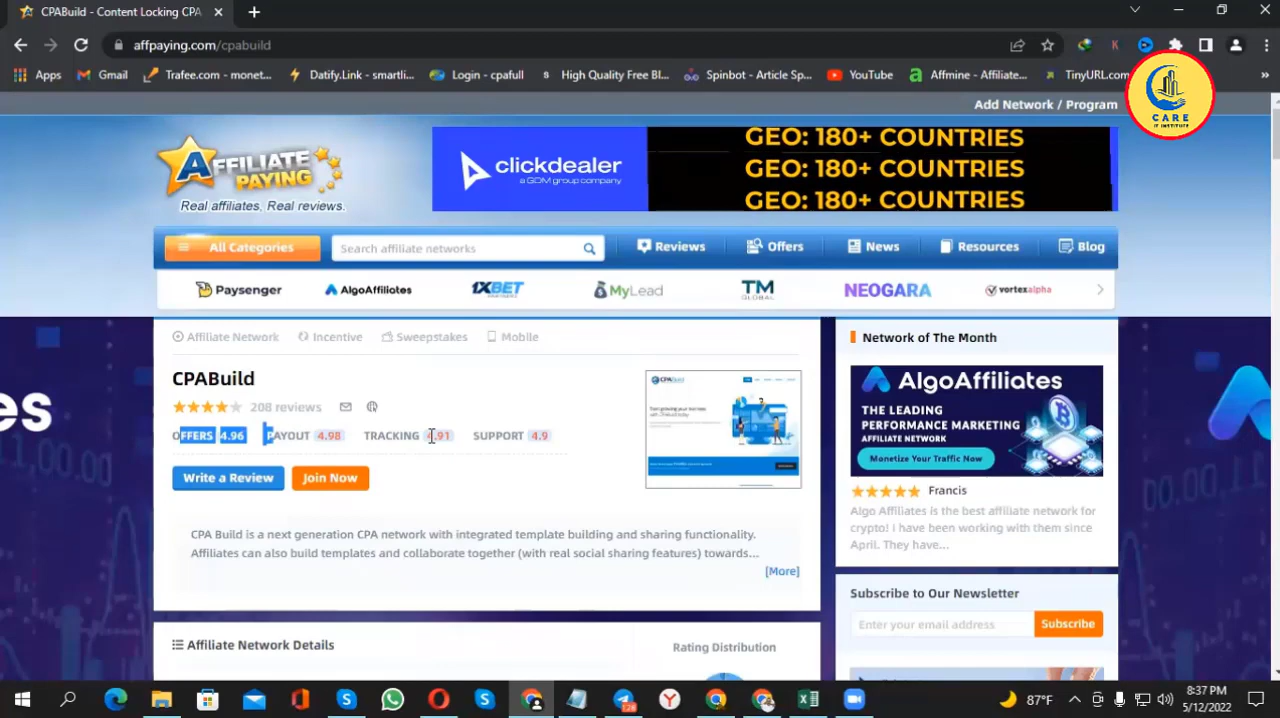 CPABuild - Content Locking CPA
affpaying.com/cpabuild
Apps Gmail Trafee.com - monet... Datify.Link - smartli... Login - cpafull High Quality Free Bl... Spinbot - Article Sp... YouTube Affmine - Affiliate... TinyURL.com
Add Network / Program
CARE
IT INSTITUTE
AFFILIATE
PAYING
Real affiliates, Real reviews.
clickdealer
a GDM group company
GEO: 180+ COUNTRIES
GEO: 180+ COUNTRIES
GEO: 180+ COUNTRIES
All Categories Search affiliate networks Reviews Offers News Resources Blog
Paysenger AlgoAffiliates 1XBET MyLead TM GLOBAL NEOGARA vortexalpha
Affiliate Network Incentive Sweepstakes Mobile
CPABuild
208 reviews
OFFERS 4.96 PAYOUT 4.98 TRACKING 4.91 SUPPORT 4.9
Write a Review Join Now
CPA Build is a next generation CPA network with integrated template building and sharing functionality.
Affiliates can also build templates and collaborate together (with real social sharing features) towards...
[More]
Affiliate Network Details
Rating Distribution
Network of The Month
AlgoAffiliates
THE LEADING
PERFORMANCE MARKETING
AFFILIATE NETWORK
Monetize Your Traffic Now
Francis
Algo Affiliates is the best affiliate network for
crypto! i have been working with them since
April. They have...
Subscribe to Our Newsletter
Enter your email address Subscribe
es
128
87°F
8:37 PM
5/12/2022